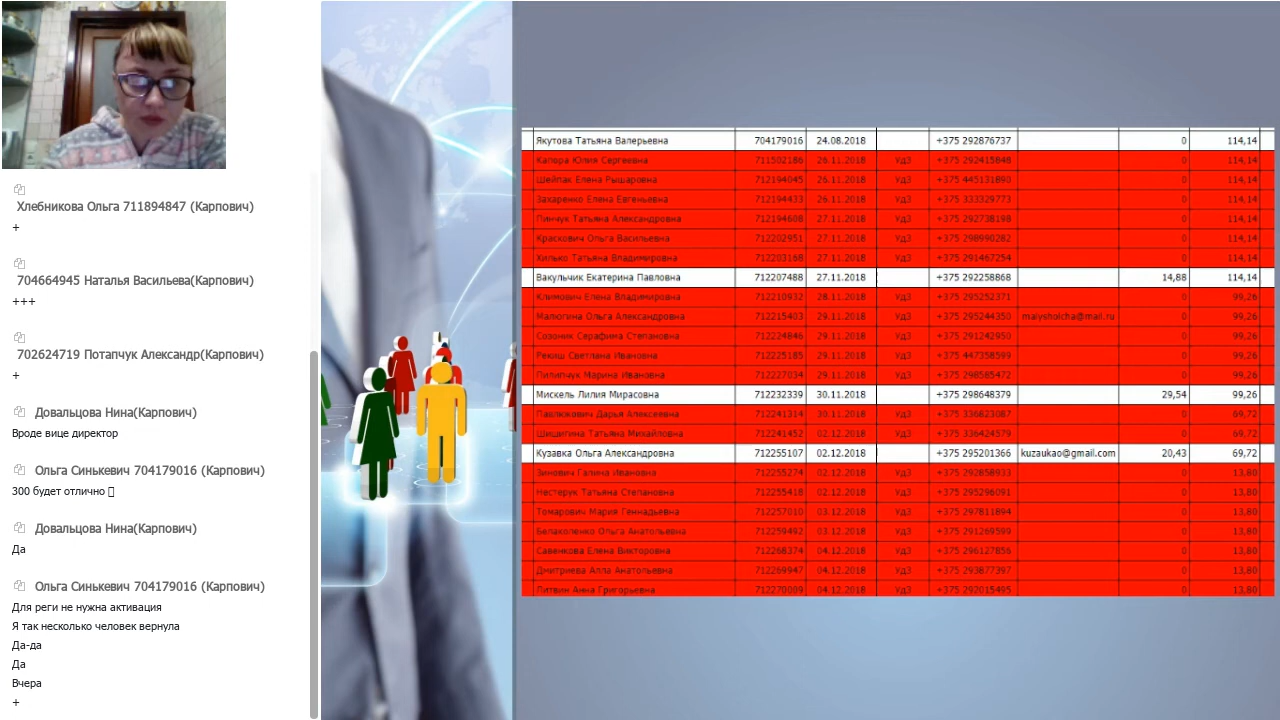 Хлебникова Ольга 711894847 (Карпович)
+
704664945 Наталья Васильева(Карпович)
+++
702624719 Потапчук Александр(Карпович)
+
Довальцова Нина(Карпович)
Вроде вице директор
Ольга Синькевич 704179016 (Карпович)
300 будет отлично
Довальцова Нина(Карпович)
Да
Ольга Синькевич 704179016 (Карпович)
Для реги не нужна активация
Я так несколько человек вернула
Да-да
Да
Вчера
+
Якутова Татьяна Валерьевна 704179016 24.08.2018 +375 292876737 0 114,14
Капора Юлия Сергеевна 711502186 26.11.2018 Уд3 +375 292415848 0 114,14
Шейпак Елена Рышаровна 712194045 26.11.2018 Уд3 +375 445131890 0 114,14
Захаренко Елена Евгеньевна 712194433 26.11.2018 Уд3 +375 333329773 0 114,14
Пинчук Татьяна Александровна 712194608 27.11.2018 Уд3 +375 292738198 0 114,14
Краскович Ольга Васильевна 712202951 27.11.2018 Уд3 +375 298990282 0 114,14
Хилько Татьяна Владимировна 712203168 27.11.2018 Уд3 +375 291467254 0 114,14
Вакульчик Екатерина Павловна 712207488 27.11.2018 +375 292258868 14,88 114,14
Климович Елена Владимировна 712210932 28.11.2018 Уд3 +375 295252371 0 99,26
Малюгина Ольга Александровна 712215403 29.11.2018 Уд3 +375 295244350 malysholcha@mail.ru 0 99,26
Созоник Серафима Степановна 712224846 29.11.2018 Уд3 +375 291242950 0 99,26
Рекиш Светлана Ивановна 712225185 29.11.2018 Уд3 +375 447358599 0 99,26
Пилипчук Марина Ивановна 712227034 29.11.2018 Уд3 +375 298585472 0 99,26
Мискель Лилия Мирасовна 712232339 30.11.2018 +375 298648379 29,54 99,26
Павлюкович Дарья Алексеевна 712241314 30.11.2018 Уд3 +375 336823087 0 69,72
Шишигина Татьяна Михайловна 712241452 02.12.2018 Уд3 +375 336424579 0 69,72
Кузавка Ольга Александровна 712255107 02.12.2018 +375 295201366 kuzaukao@gmail.com 20,43 69,72
Зинович Галина Ивановна 712255274 02.12.2018 Уд3 +375 292858933 0 13,80
Нестерук Татьяна Степановна 712255418 02.12.2018 Уд3 +375 295296091 0 13,80
Томарович Мария Геннадьевна 712257010 03.12.2018 Уд3 +375 297811894 0 13,80
Белаколенко Ольга Анатольевна 712259492 03.12.2018 Уд3 +375 291269599 0 13,80
Савенкова Елена Викторовна 712268374 04.12.2018 Уд3 +375 296127856 0 13,80
Дмитриева Алла Анатольевна 712269947 04.12.2018 Уд3 +375 293877397 0 13,80
Литвин Анна Григорьевна 712270009 04.12.2018 Уд3 +375 292015495 0 13,80